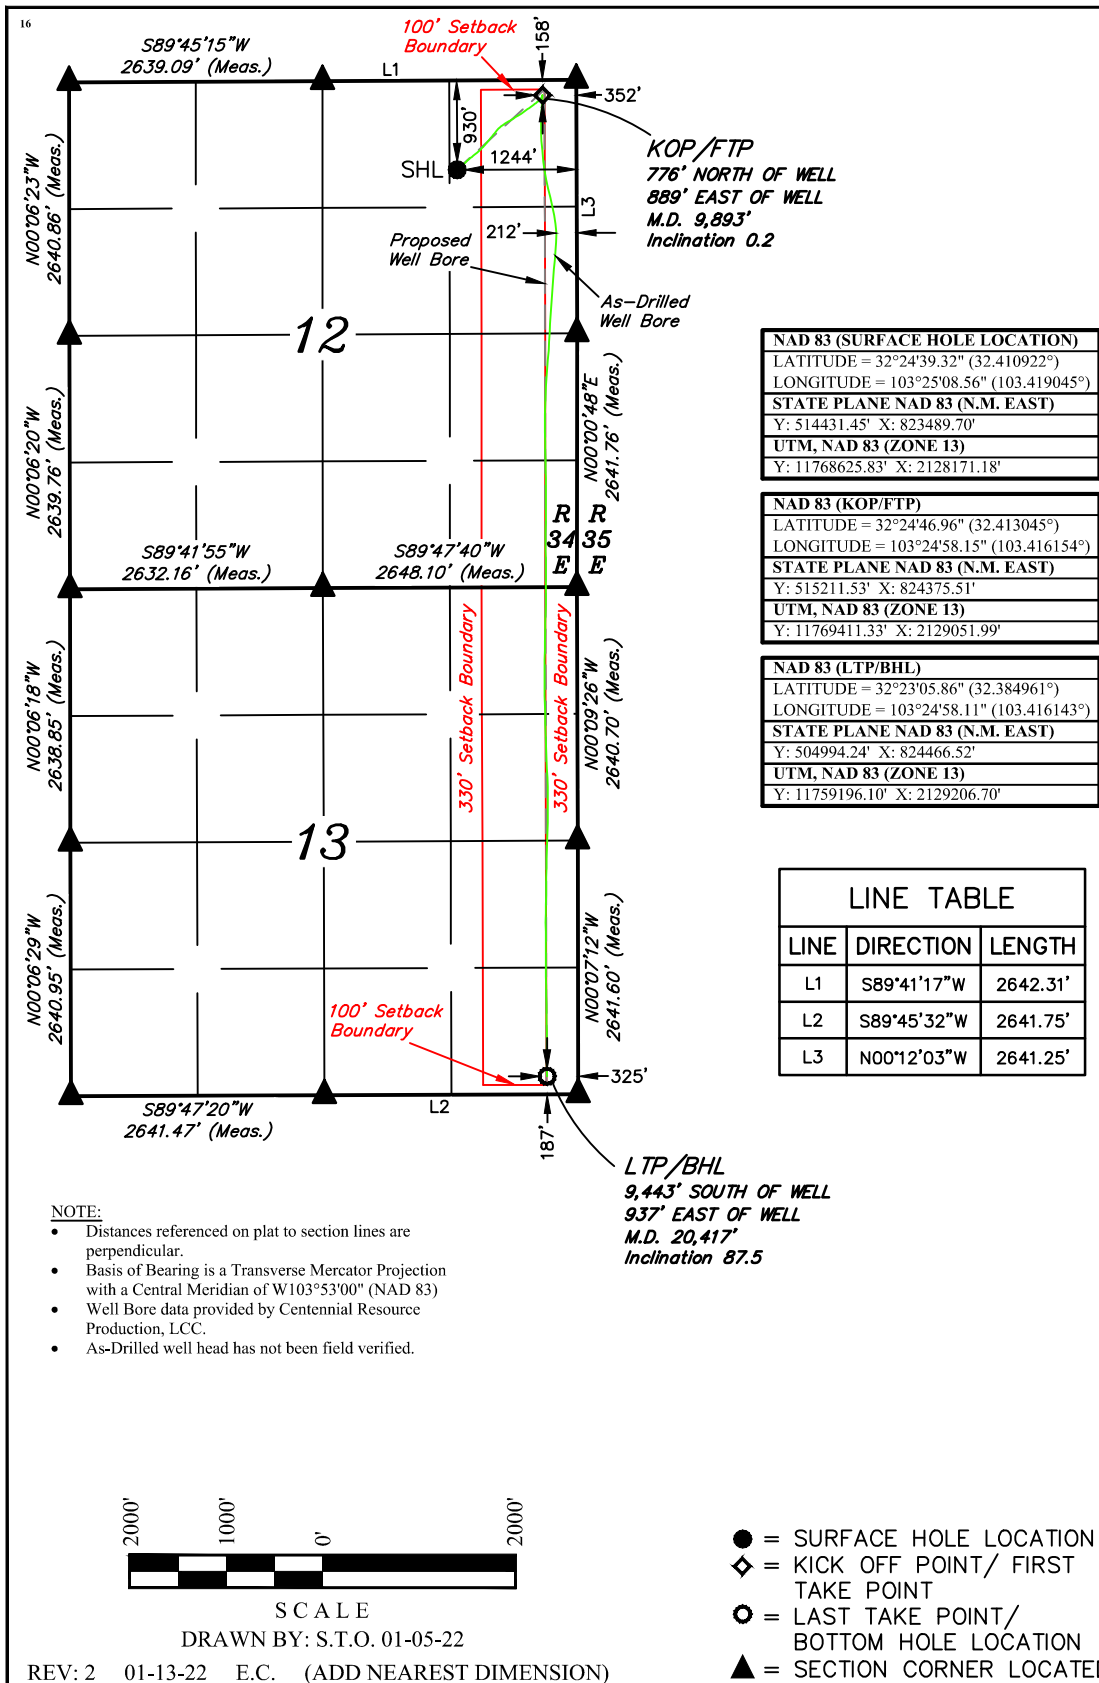 16
S89°45'15"W
2639.09' (Meas.)
L1
100' Setback
Boundary
158'
352'
930'
SHL
1244'
KOP/FTP
776' NORTH OF WELL
889' EAST OF WELL
M.D. 9,893'
Inclination 0.2
N00°06'23"W
2640.86' (Meas.)
L3
212'
Proposed
Well Bore
As-Drilled
Well Bore
12
N00°06'20"W
2639.76' (Meas.)
N00°00'48"E
2641.76' (Meas.)
R R
34 35
E E
S89°41'55"W
2632.16' (Meas.)
S89°47'40"W
2648.10' (Meas.)
NAD 83 (SURFACE HOLE LOCATION)
LATITUDE = 32°24'39.32" (32.410922°)
LONGITUDE = 103°25'08.56" (103.419045°)
STATE PLANE NAD 83 (N.M. EAST)
Y: 514431.45' X: 823489.70'
UTM, NAD 83 (ZONE 13)
Y: 11768625.83' X: 2128171.18'
NAD 83 (KOP/FTP)
LATITUDE = 32°24'46.96" (32.413045°)
LONGITUDE = 103°24'58.15" (103.416154°)
STATE PLANE NAD 83 (N.M. EAST)
Y: 515211.53' X: 824375.51'
UTM, NAD 83 (ZONE 13)
Y: 11769411.33' X: 2129051.99'
NAD 83 (LTP/BHL)
LATITUDE = 32°23'05.86" (32.384961°)
LONGITUDE = 103°24'58.11" (103.416143°)
STATE PLANE NAD 83 (N.M. EAST)
Y: 504994.24' X: 824466.52'
UTM, NAD 83 (ZONE 13)
Y: 11759196.10' X: 2129206.70'
N00°06'18"W
2638.85' (Meas.)
330' Setback Boundary
330' Setback Boundary
N00°09'26"W
2640.70' (Meas.)
13
N00°06'29"W
2640.95' (Meas.)
N00°07'12"W
2641.60' (Meas.)
100' Setback
Boundary
325'
S89°47'20"W
2641.47' (Meas.)
L2
187'
LINE TABLE
LINE DIRECTION LENGTH
L1 S89°41'17"W 2642.31'
L2 S89°45'32"W 2641.75'
L3 N00°12'03"W 2641.25'
LTP/BHL
9,443' SOUTH OF WELL
937' EAST OF WELL
M.D. 20,417'
Inclination 87.5
NOTE:
• Distances referenced on plat to section lines are
perpendicular.
• Basis of Bearing is a Transverse Mercator Projection
with a Central Meridian of W103°53'00" (NAD 83)
• Well Bore data provided by Centennial Resource
Production, LCC.
• As-Drilled well head has not been field verified.
2000' 1000' 0' 2000'
SCALE
DRAWN BY: S.T.O. 01-05-22
REV: 2 01-13-22 E.C. (ADD NEAREST DIMENSION)
= SURFACE HOLE LOCATION
= KICK OFF POINT/ FIRST
TAKE POINT
= LAST TAKE POINT/
BOTTOM HOLE LOCATION
= SECTION CORNER LOCATED